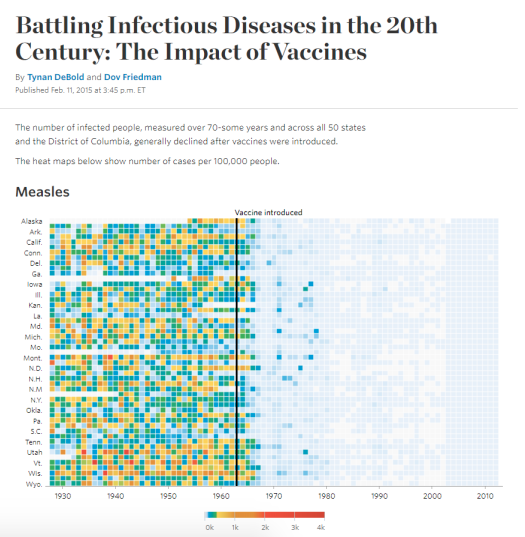 Battling Infectious Diseases in the 20th
Century: The Impact of Vaccines
By Tynan DeBold and Dov Friedman
Published Feb. 11, 2015 at 3:45 p.m. ET
The number of infected people, measured over 70-some years and across all 50 states
and the District of Columbia, generally declined after vaccines were introduced.
The heat maps below show number of cases per 100,000 people.
Measles
Vaccine introduced
Alaska
Ark.
Calif.
Conn.
Del.
Ga.
Iowa
Ill.
Kan.
La.
Md.
Mich.
Mo.
Mont.
N.D.
N.H.
N.M
N.Y.
Okla.
Pa.
S.C.
Tenn.
Utah
Vt.
Wis.
Wyo.
1930 1940 1950 1960 1970 1980 1990 2000 2010
0k 1k 2k 3k 4k